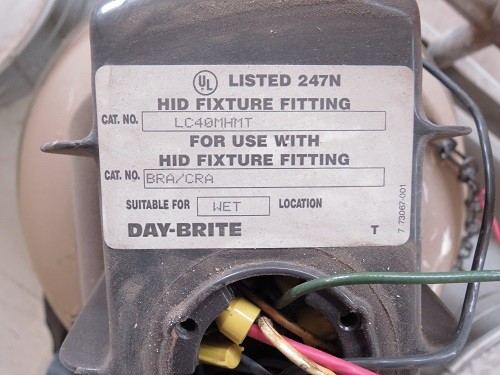 UL LISTED 247N
HID FIXTURE FITTING
CAT. NO. LC40MHMT
FOR USE WITH
HID FIXTURE FITTING
CAT. NO. BRA/CRA
SUITABLE FOR WET LOCATION
DAY-BRITE T
7 73067-001